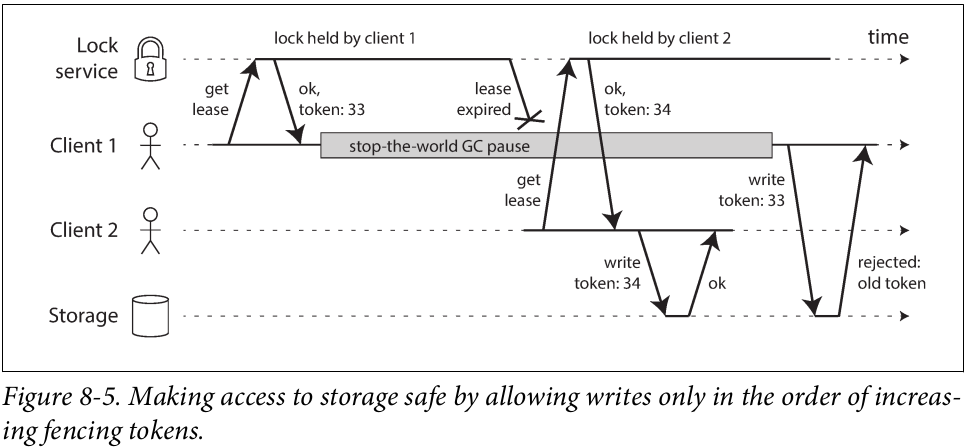 Lock
service
lock held by client 1
lock held by client 2
time
get
lease
ok,
token: 33
lease
expired
ok,
token: 34
Client 1
stop-the-world GC pause
get
lease
write
token: 33
Client 2
write
token: 34
ok
rejected:
old token
Storage
Figure 8-5. Making access to storage safe by allowing writes only in the order of increas-
ing fencing tokens.